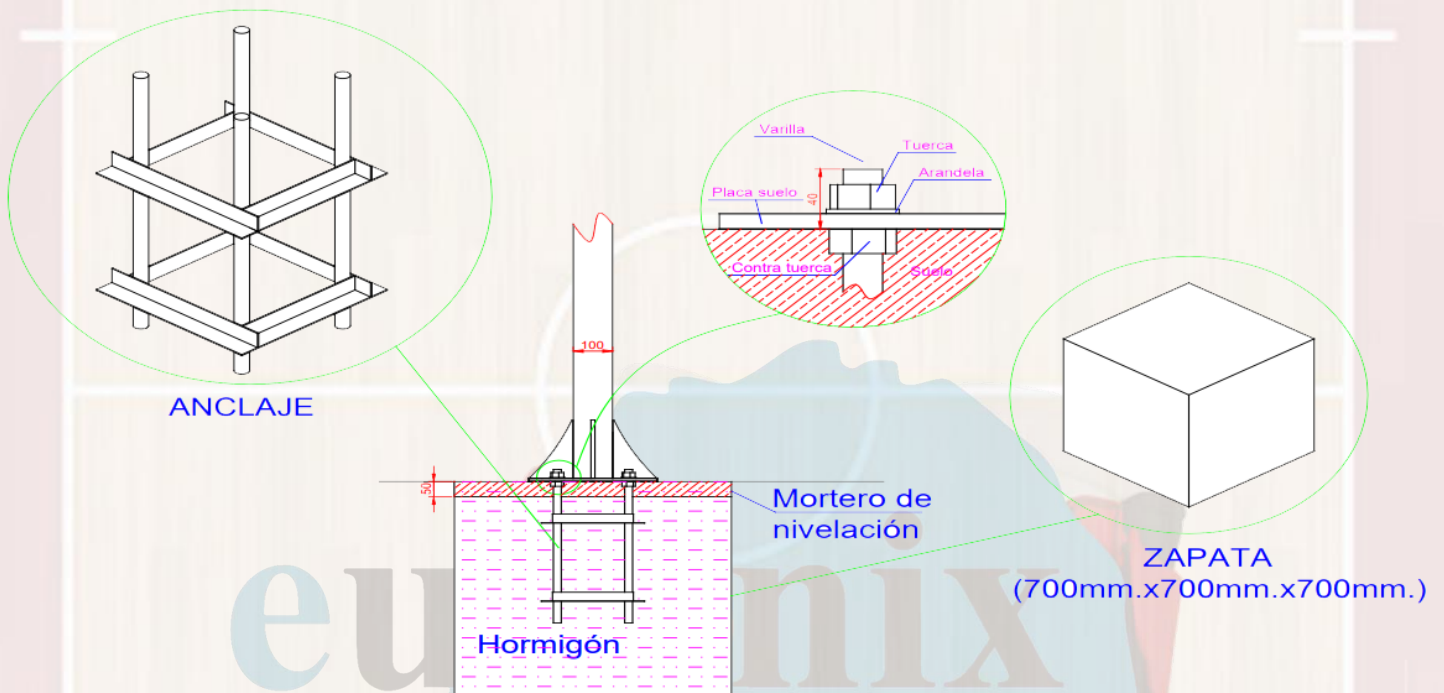 Varilla
Tuerca
Arandela
Placa suelo
40
Contra tuerca
Suelo
100
ANCLAJE
50
Mortero de
nivelación
ZAPATA
(700mm.x700mm.x700mm.)
Hormigón